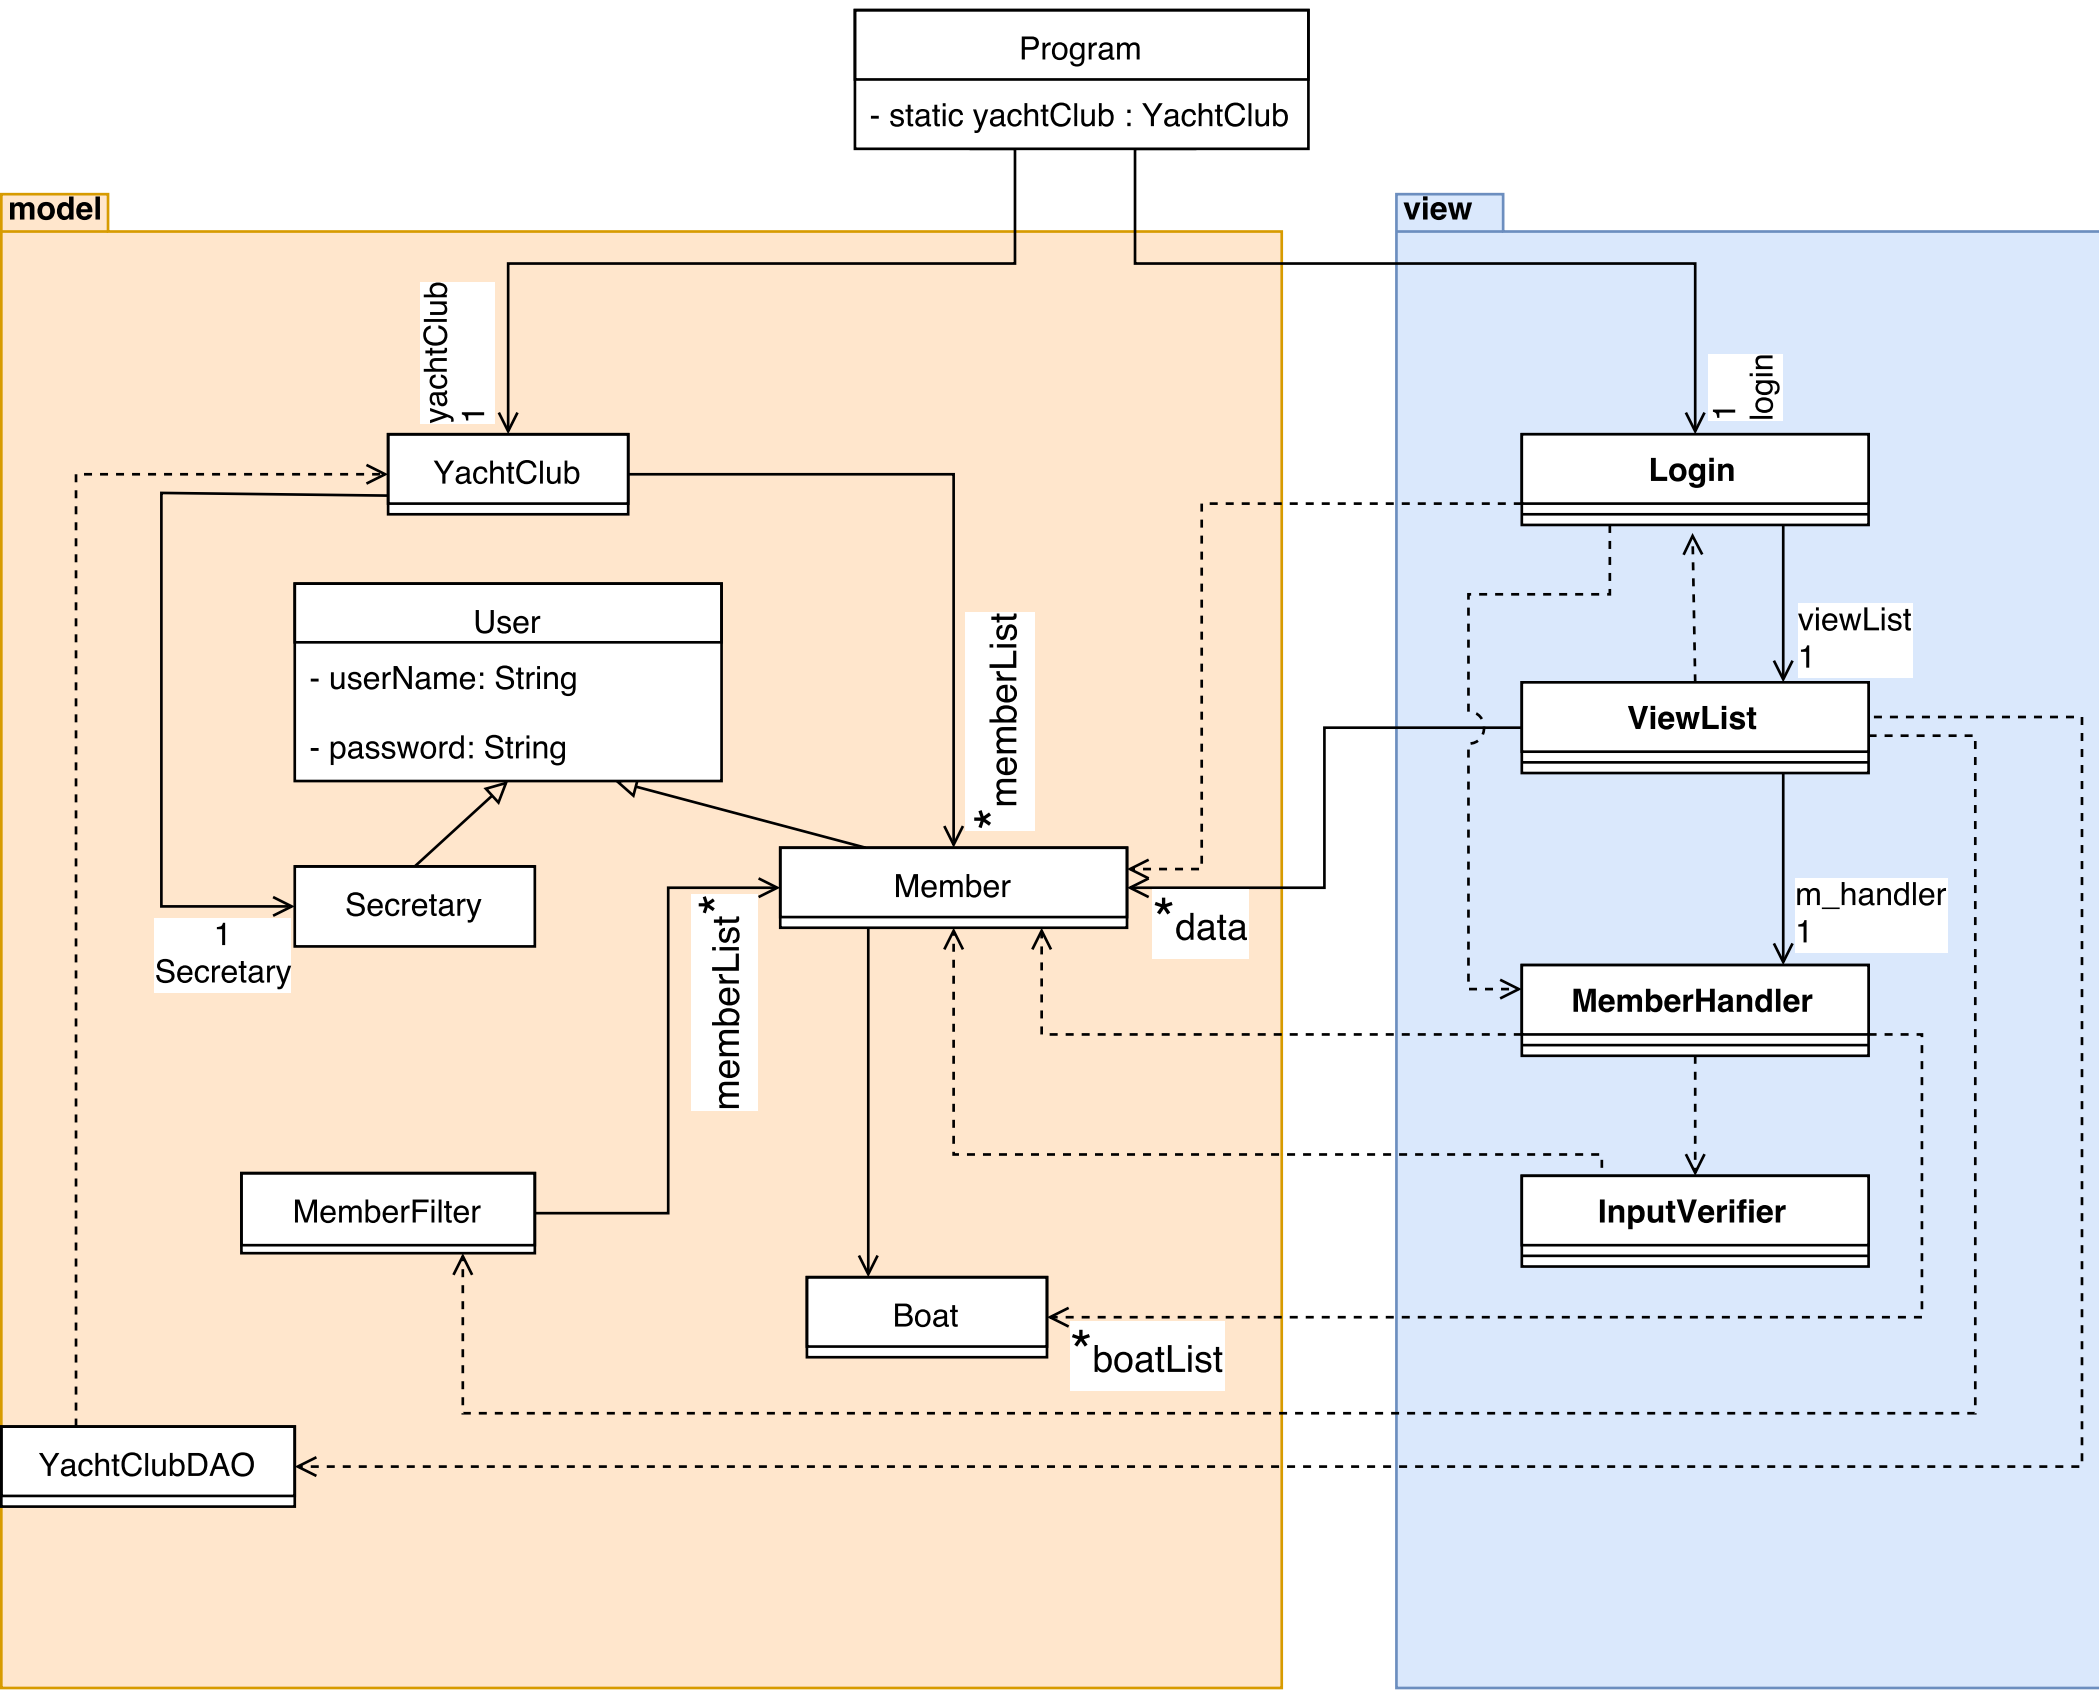 Program
- static yachtClub : YachtClub
model
view
yachtClub
1
1
login
YachtClub
Login
User
- userName: String
- password: String
*memberList
viewList
1
ViewList
Secretary
1
Secretary
Member
*data
memberList*
m_handler
1
MemberHandler
MemberFilter
InputVerifier
Boat
*boatList
YachtClubDAO